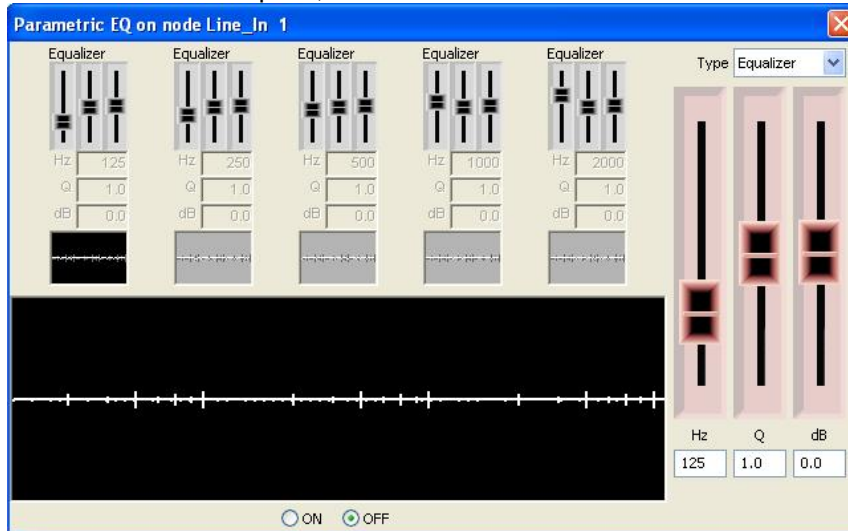 Parametric EQ on node Line_In 1
Equalizer Equalizer Equalizer Equalizer Equalizer
Type Equalizer
Hz 125 Hz 250 Hz 500 Hz 1000 Hz 2000
Q 1.0 Q 1.0 Q 1.0 Q 1.0 Q 1.0
dB 0.0 dB 0.0 dB 0.0 dB 0.0 dB 0.0
Hz Q dB
125 1.0 0.0
ON OFF